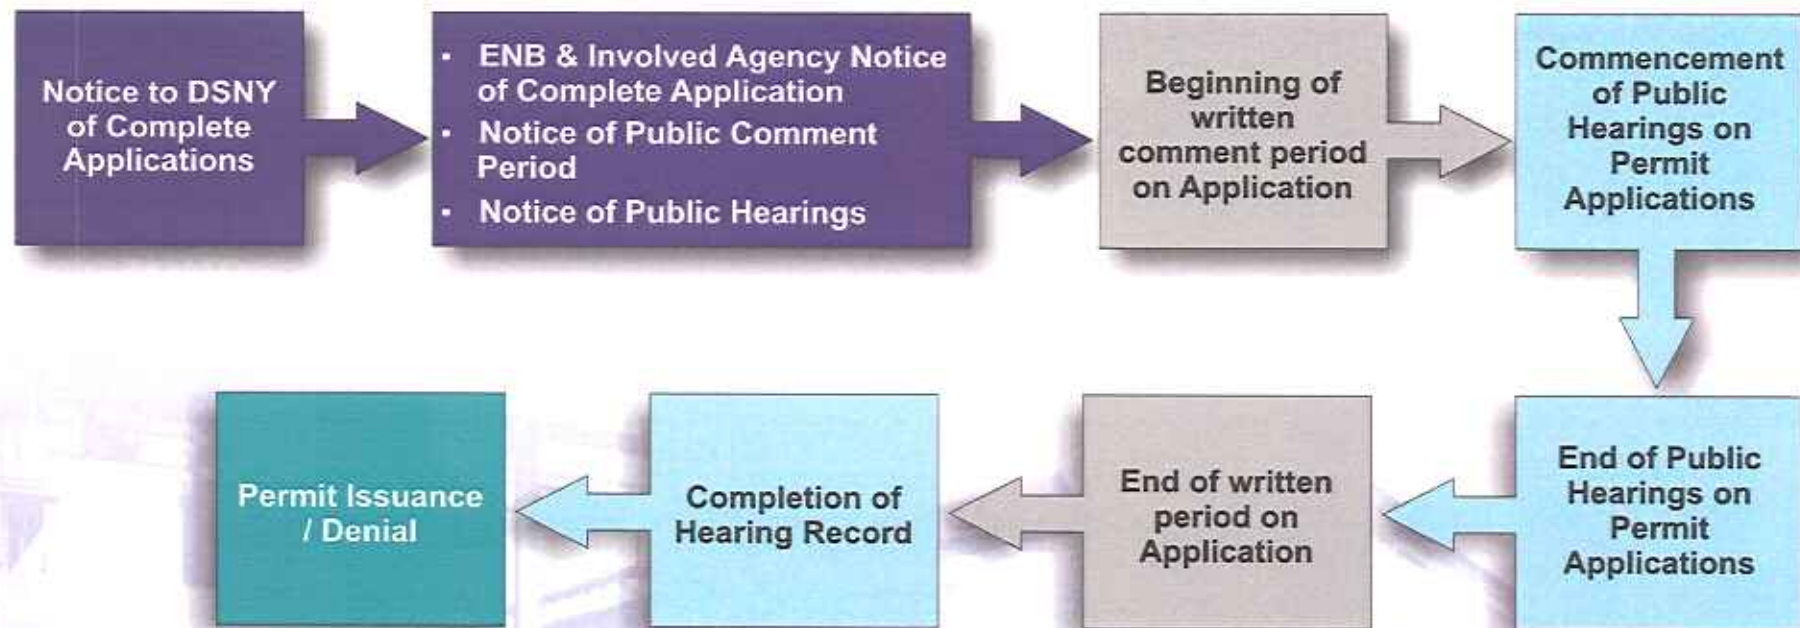 Notice to DSNY
of Complete
Applications
• ENB & Involved Agency Notice
of Complete Application
• Notice of Public Comment
Period
• Notice of Public Hearings
Beginning of
written
comment period
on Application
Commencement
of Public
Hearings on
Permit
Applications
End of Public
Hearings on
Permit
Applications
End of written
period on
Application
Completion of
Hearing Record
Permit Issuance
/ Denial